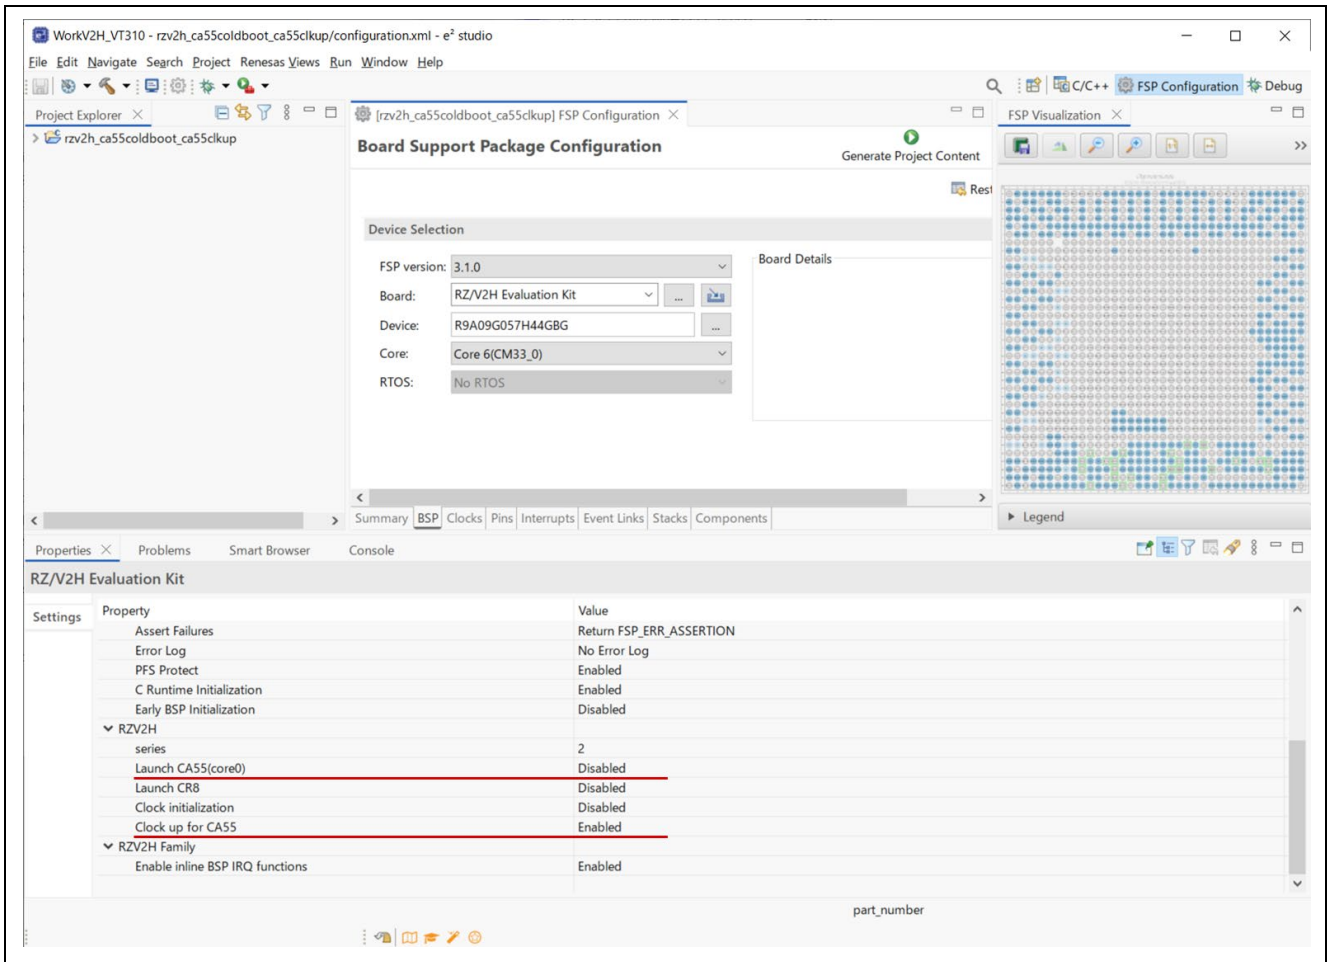 WorkV2H_VT310 - rzv2h_ca55coldboot_ca55clkup/configuration.xml - e² studio
File Edit Navigate Search Project Renesas Views Run Window Help
C/C++ FSP Configuration Debug
Project Explorer
rzv2h_ca55coldboot_ca55clkup
[rzv2h_ca55coldboot_ca55clkup] FSP Configuration
Board Support Package Configuration
Generate Project Content
Rest
Device Selection
FSP version: 3.1.0
Board: RZ/V2H Evaluation Kit ...
Device: R9A09G057H44GBG ...
Core: Core 6(CM33_0)
RTOS: No RTOS
Board Details
Summary BSP Clocks Pins Interrupts Event Links Stacks Components
FSP Visualization
Legend
Properties Problems Smart Browser Console
RZ/V2H Evaluation Kit
Settings
Property Value
Assert Failures Return FSP_ERR_ASSERTION
Error Log No Error Log
PFS Protect Enabled
C Runtime Initialization Enabled
Early BSP Initialization Disabled
RZV2H
series 2
Launch CA55(core0) Disabled
Launch CR8 Disabled
Clock initialization Disabled
Clock up for CA55 Enabled
RZV2H Family
Enable inline BSP IRQ functions Enabled
part_number